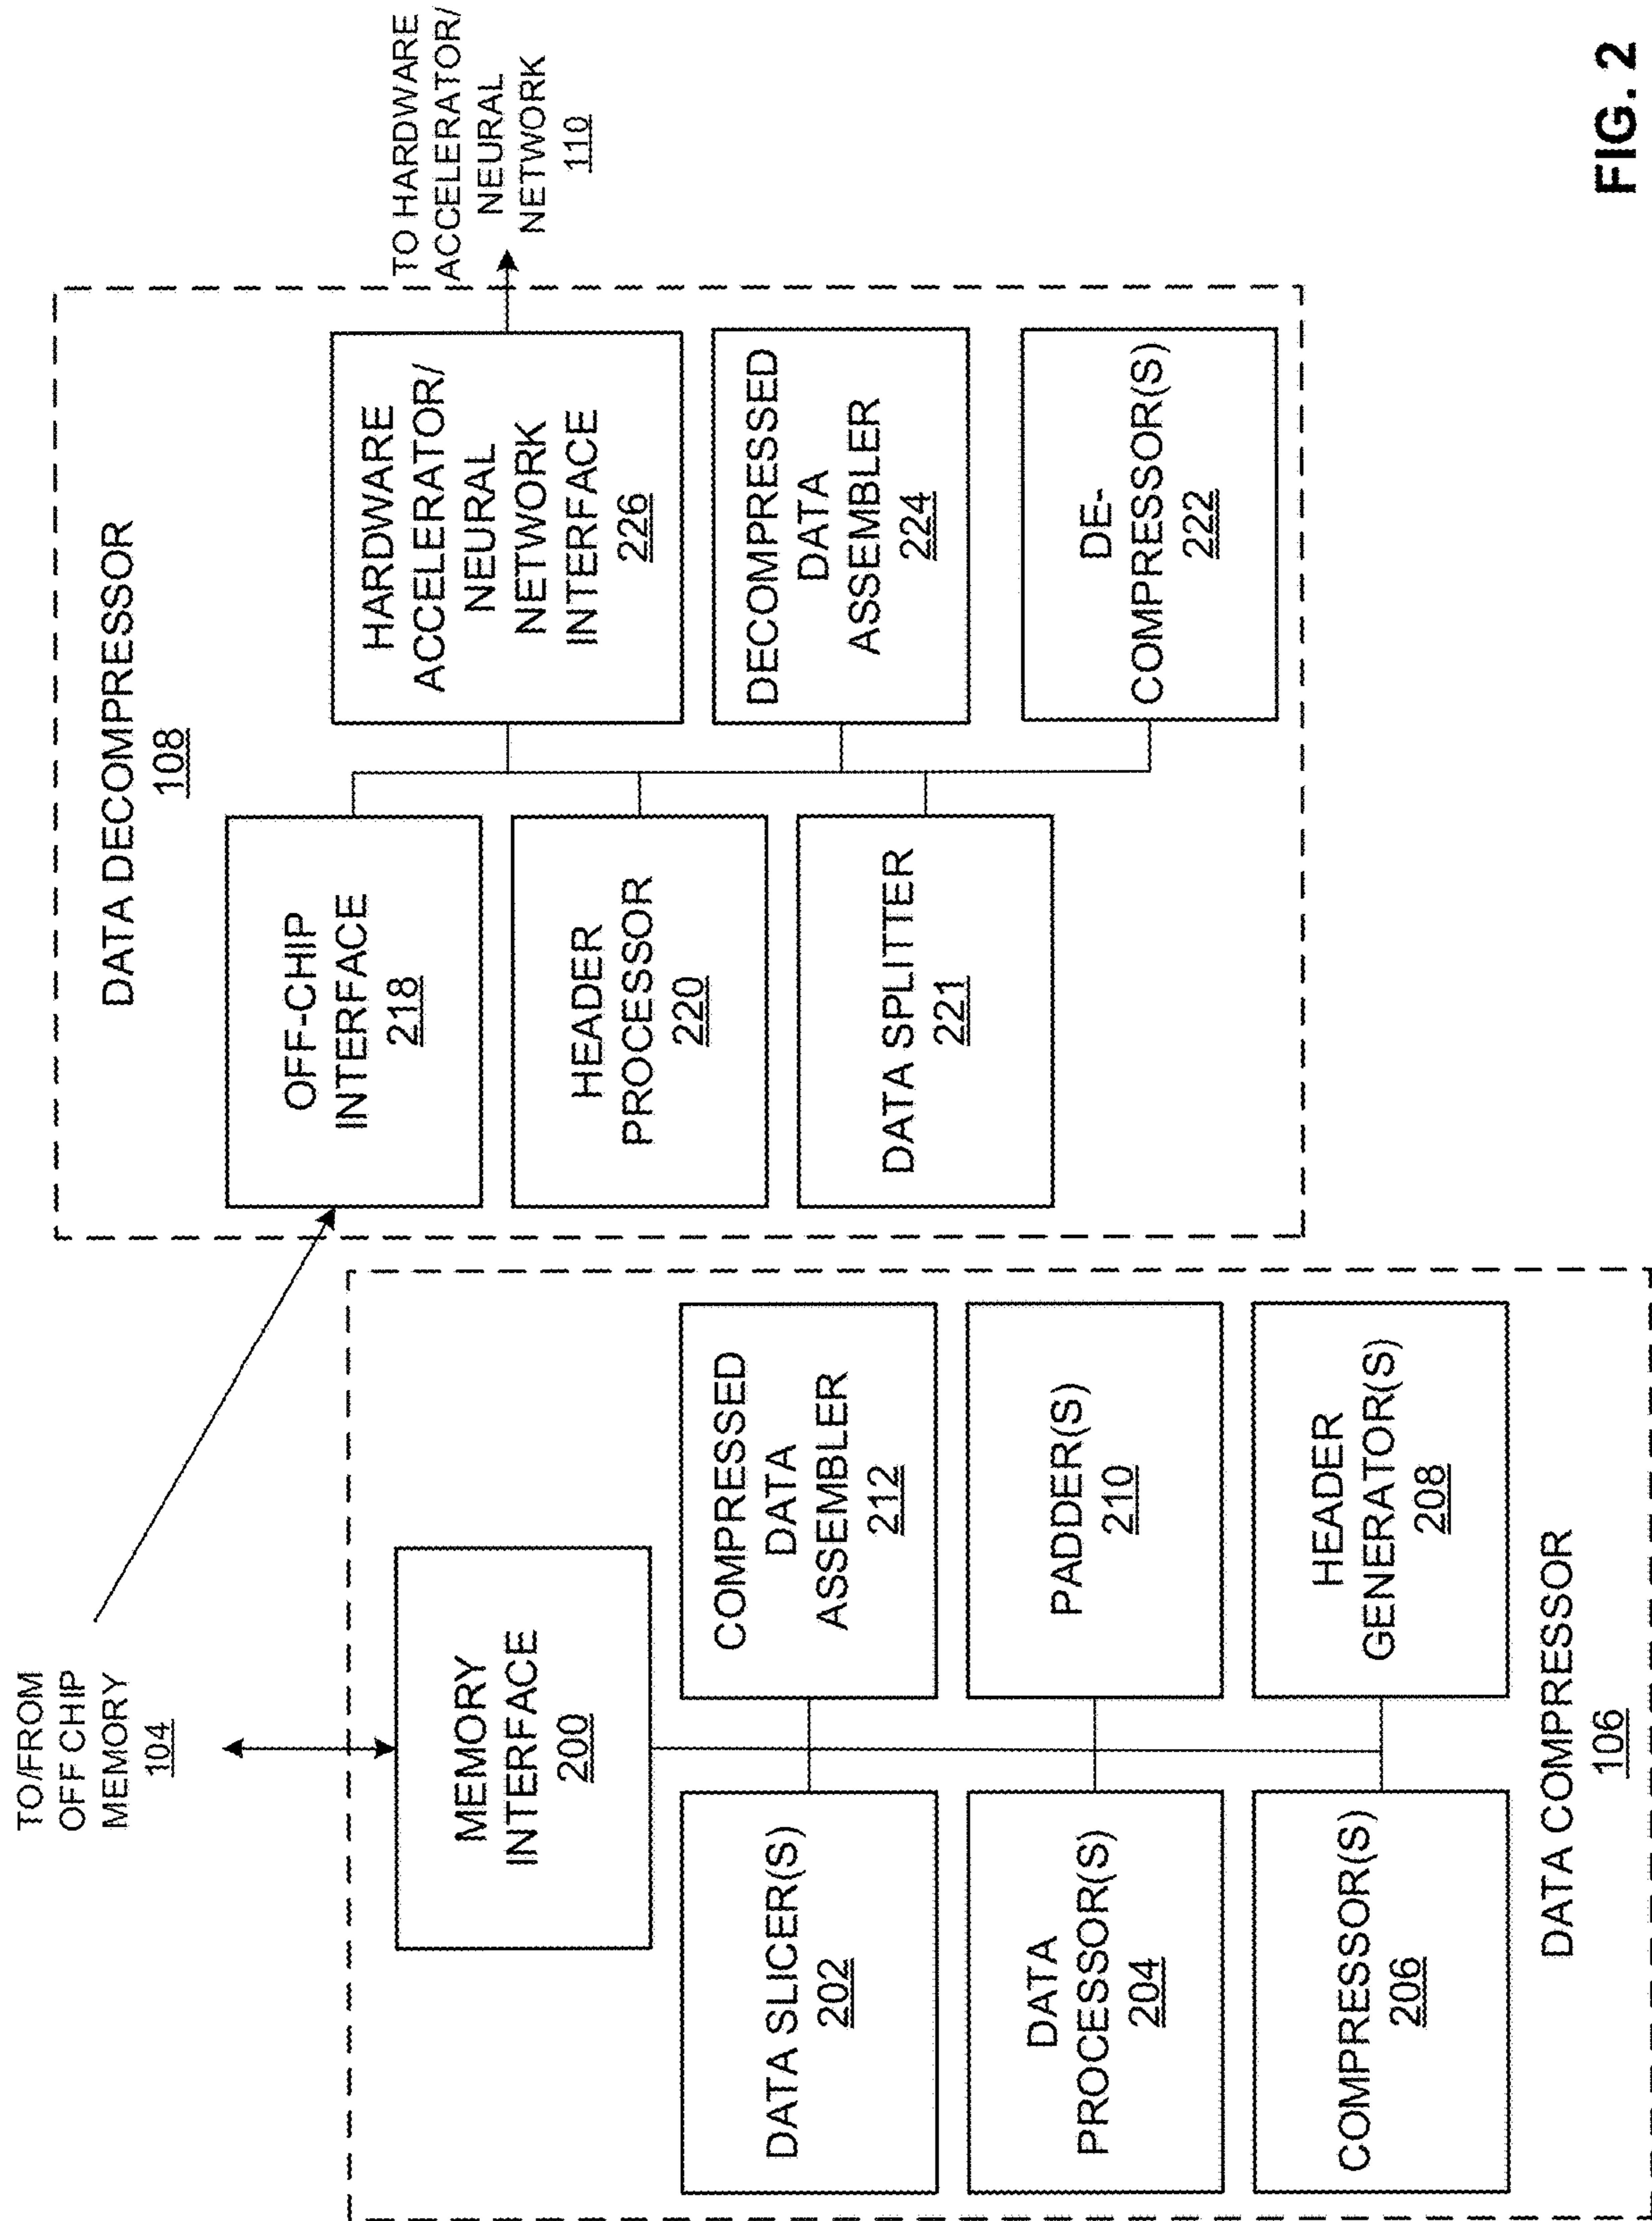 TO/FROM
OFF CHIP
MEMORY
104
MEMORY
INTERFACE
200
DATA SLICER(S)
202
COMPRESSED
DATA
ASSEMBLER
212
DATA
PROCESSOR(S)
204
PADDER(S)
210
COMPRESSOR(S)
206
HEADER
GENERATOR(S)
208
DATA COMPRESSOR
106
DATA DECOMPRESSOR
108
OFF-CHIP
INTERFACE
218
HARDWARE
ACCELERATOR/
NEURAL
NETWORK
INTERFACE
226
HEADER
PROCESSOR
220
DECOMPRESSED
DATA
ASSEMBLER
224
DATA SPLITTER
221
DE-
COMPRESSOR(S)
222
TO HARDWARE
ACCELERATOR/
NEURAL
NETWORK
110
FIG. 2